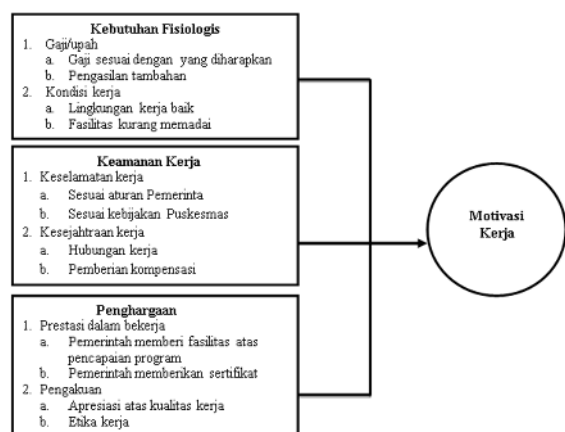 Kebutuhan Fisiologis
1. Gaji/upah
a. Gaji sesuai dengan yang diharapkan
b. Pengasilan tambahan
2. Kondisi kerja
a. Lingkungan kerja baik
b. Fasilitas kurang memadai
Keamanan Kerja
1. Keselamatan kerja
a. Sesuai aturan Pemerinta
b. Sesuai kebijakan Puskesmas
2. Kesejahtraan kerja
a. Hubungan kerja
b. Pemberian kompensasi
Penghargaan
1. Prestasi dalam bekerja
a. Pemerintah memberi fasilitas atas
pencapaian program
b. Pementah memberikan sertifikat
2. Pengakuan
a. Apresiasi atas kualitas kerja
b. Etika kerja
Motivasi
Kerja